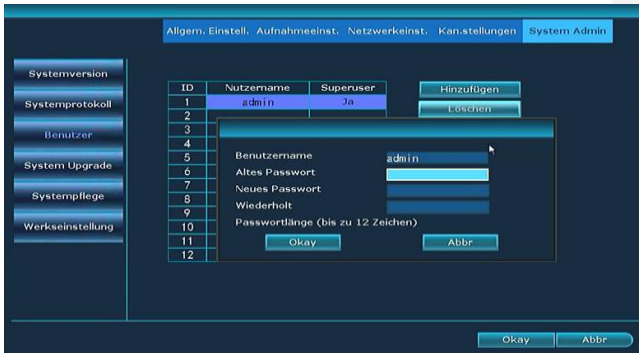 Allgem. Einstell. Aufnahmeeinst. Netzwerkeinst. Kan.stellungen System Admin
Systemversion
Systemprotokoll
Benutzer
System Upgrade
Systempflege
Werkseinstellung
ID Nutzername Superuser
1 admin Ja
2
3
4
5
6
7
8
9
10
11
12
Hinzufügen
Löschen
Benutzername admin
Altes Passwort
Neues Passwort
Wiederholt
Passwortlänge (bis zu 12 Zeichen)
Okay Abbr
Okay Abbr